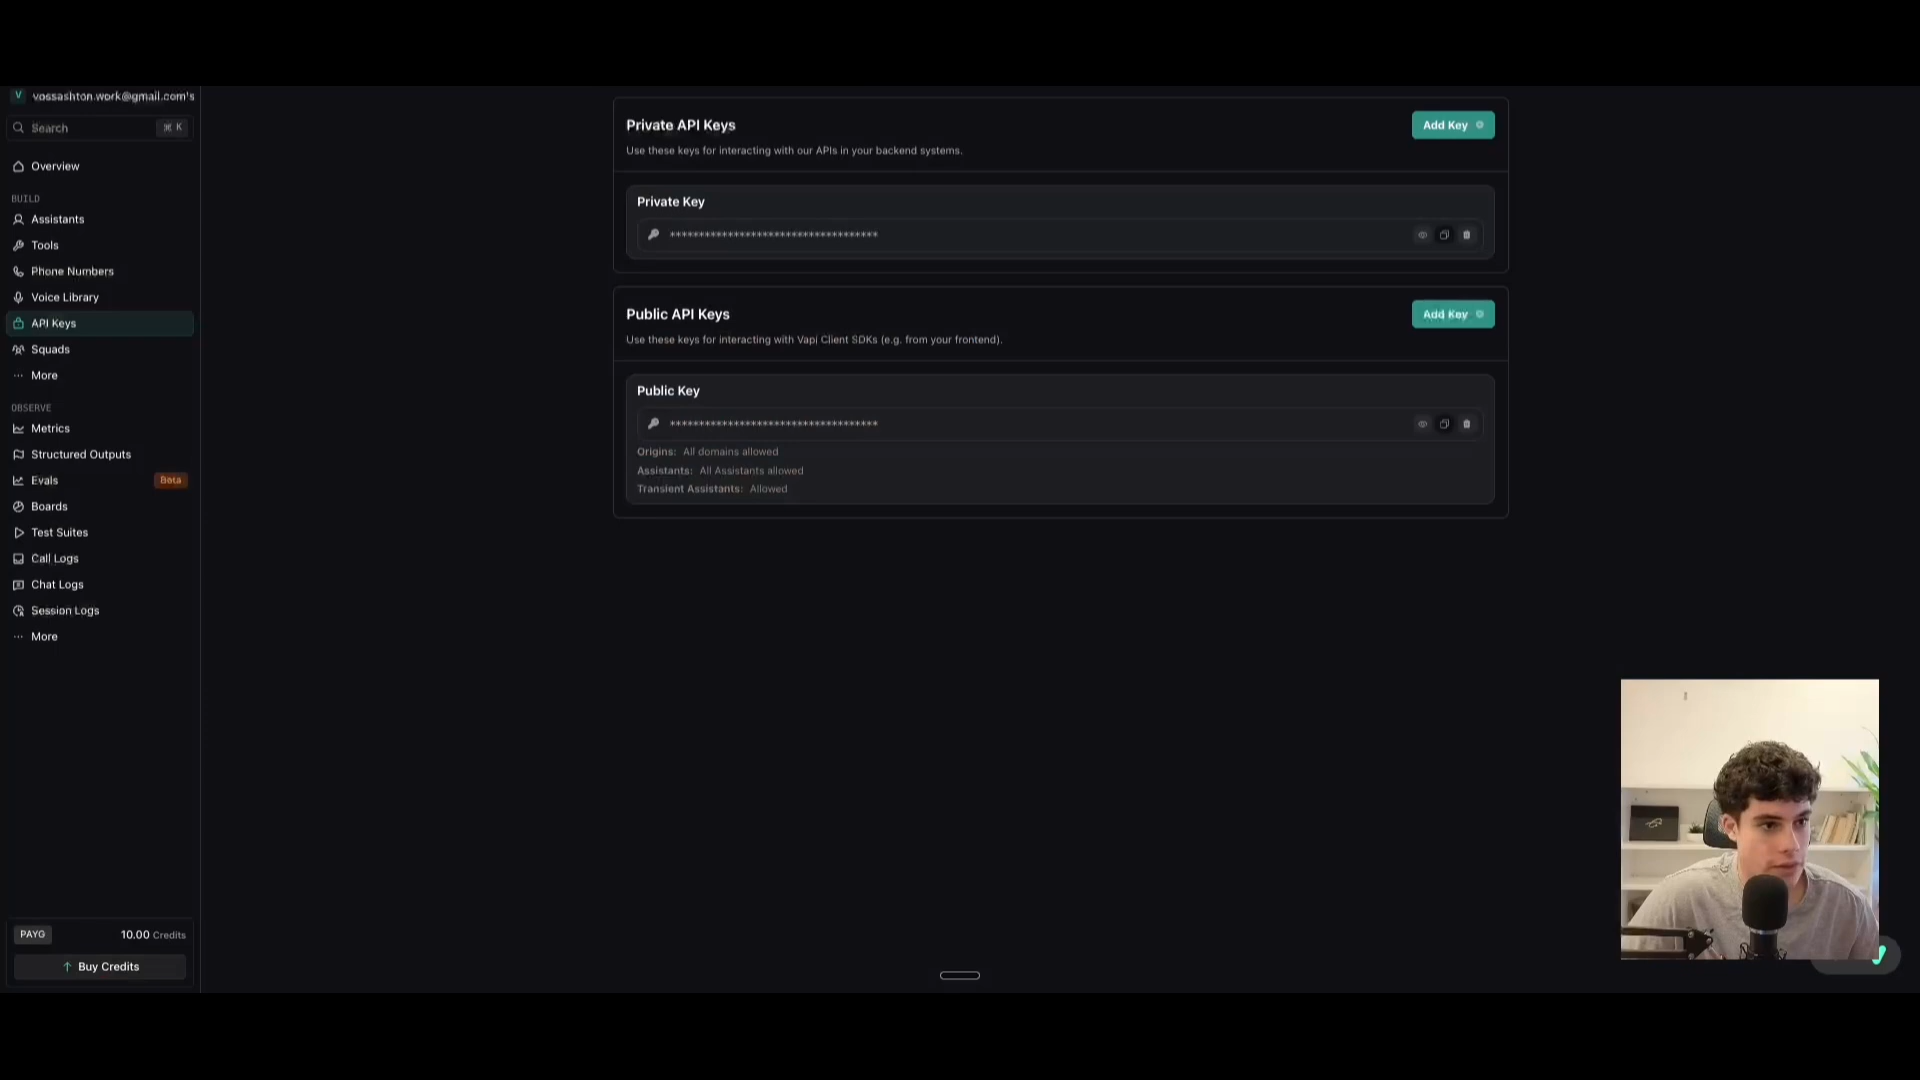 V vossashton.work@gmail.com's
Search ⌘ K
Overview
BUILD
Assistants
Tools
Phone Numbers
Voice Library
API Keys
Squads
More
OBSERVE
Metrics
Structured Outputs
Evals Beta
Boards
Test Suites
Call Logs
Chat Logs
Session Logs
More
PAYG 10.00 Credits
Buy Credits
Private API Keys
Add Key
Use these keys for interacting with our APIs in your backend systems.
Private Key
************************************
Public API Keys
Add Key
Use these keys for interacting with Vapi Client SDKs (e.g. from your frontend).
Public Key
************************************
Origins: All domains allowed
Assistants: All Assistants allowed
Transient Assistants: Allowed